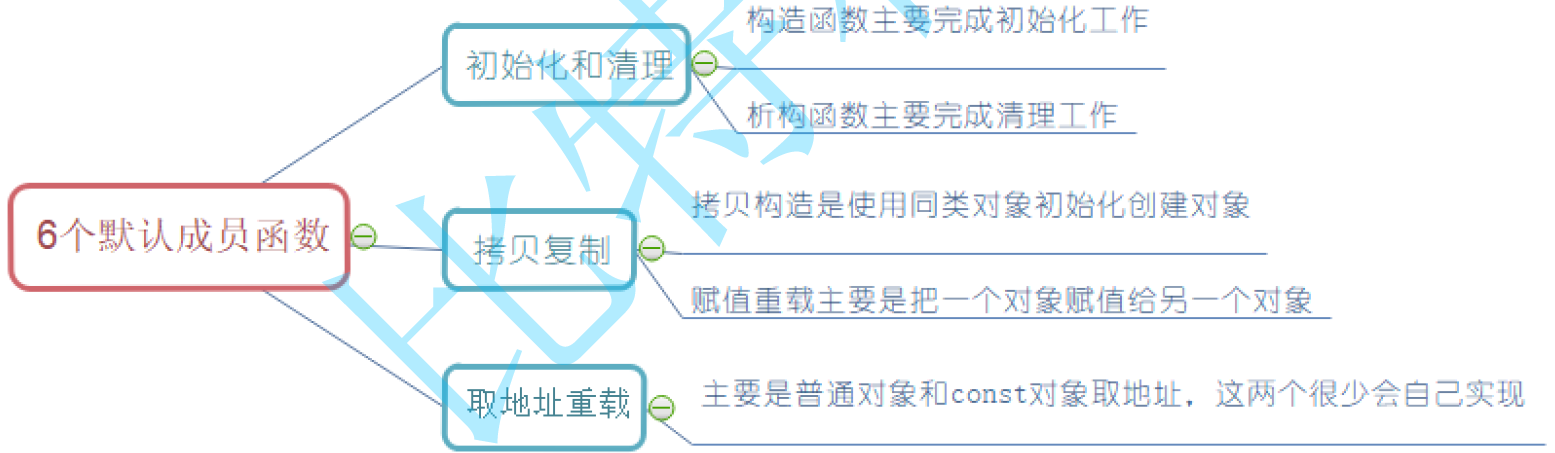 构造函数主要完成初始化工作
初始化和清理
析构函数主要完成清理工作
6个默认成员函数
拷贝构造是使用同类对象初始化创建对象
拷贝复制
赋值重载主要是把一个对象赋值给另一个对象
取地址重载
主要是普通对象和const对象取地址，这两个很少会自己实现
比特